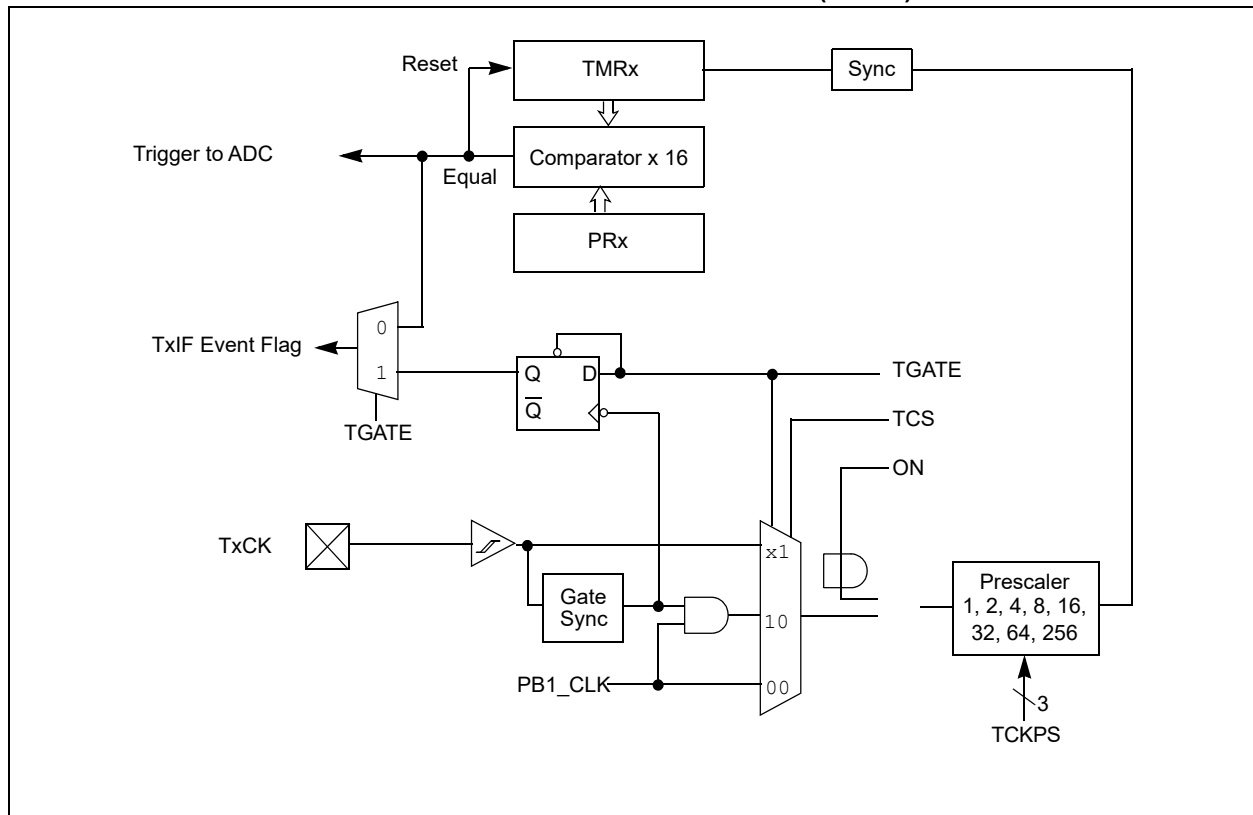 Reset
TMRx
Sync
Trigger to ADC
Equal
Comparator x 16
PRx
TxIF Event Flag
0
1
TGATE
Q
D
Q
TGATE
TCS
ON
TxCK
x1
Gate
Sync
10
PB1_CLK
00
Prescaler
1, 2, 4, 8, 16,
32, 64, 256
3
TCKPS